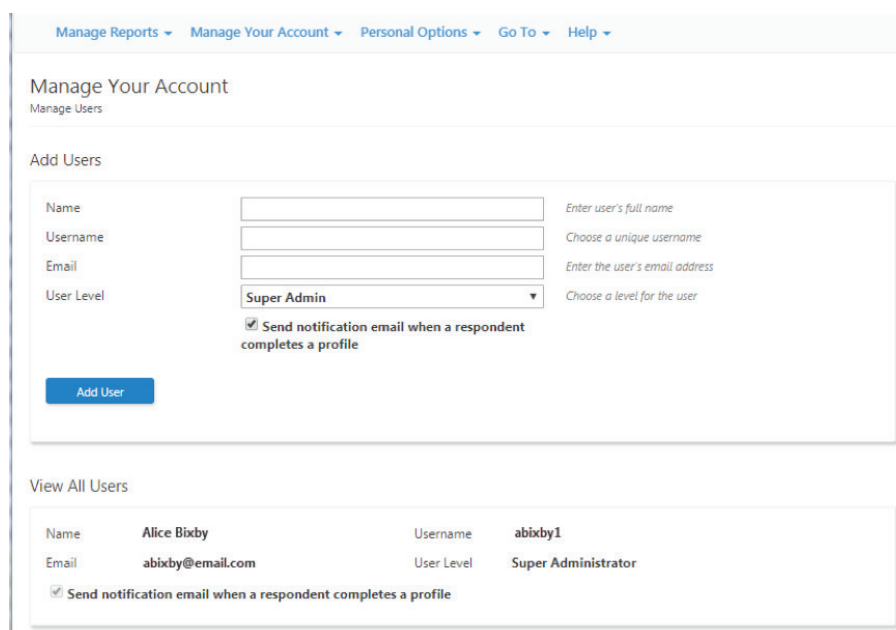 Manage Reports Manage Your Account Personal Options Go To Help
Manage Your Account
Manage Users
Add Users
Name Enter user's full name
Username Choose a unique username
Email Enter the user's email address
User Level Super Admin Choose a level for the user
Send notification email when a respondent
completes a profile
Add User
View All Users
Name Alice Bixby Username abixby1
Email abixby@email.com User Level Super Administrator
Send notification email when a respondent completes a profile